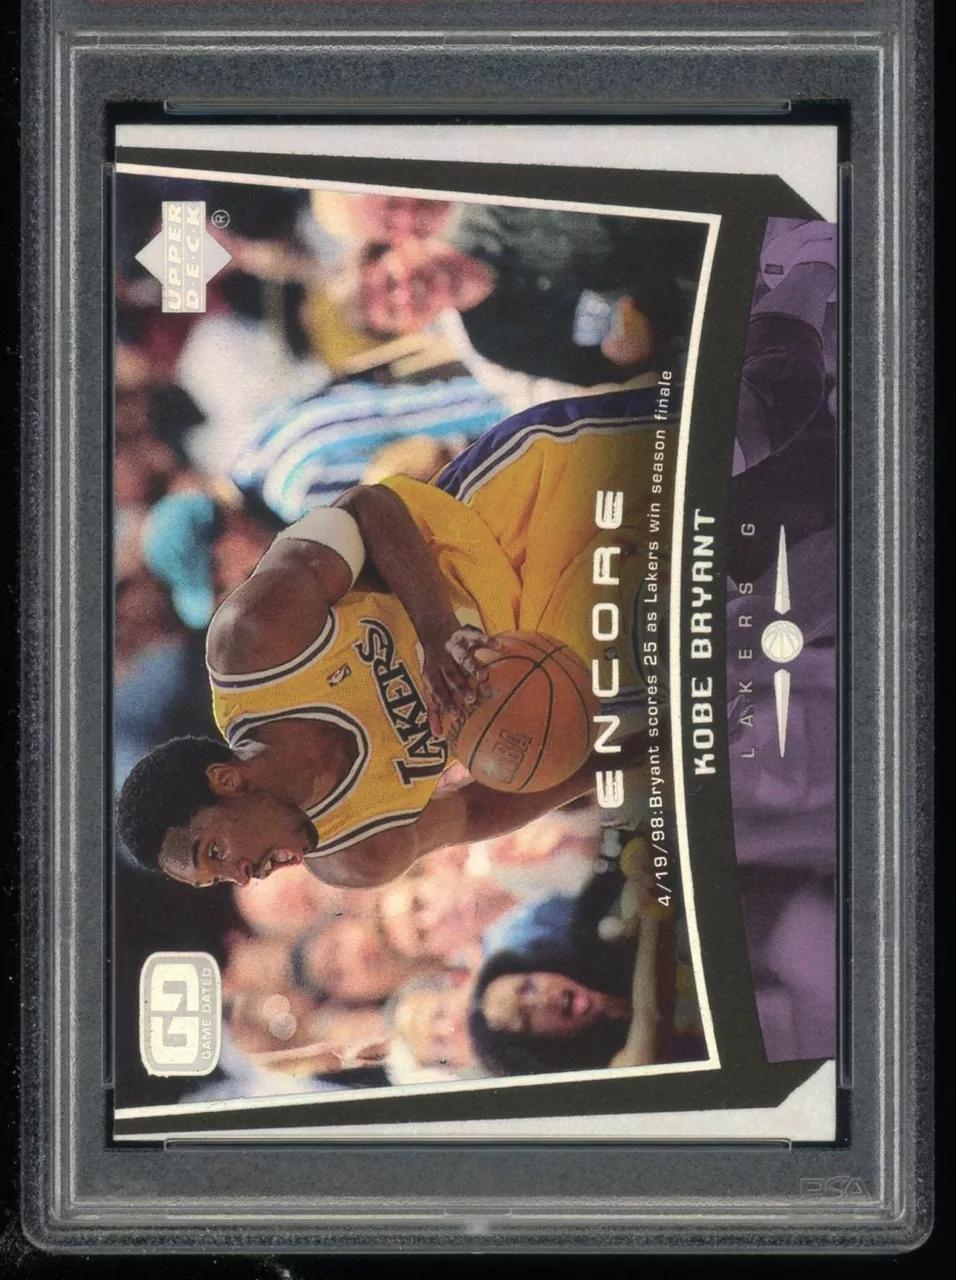 UPPER
D·E·C·K
®
GD
GAME DATED
LAKERS
NBA
ENCORE
4/19/98:Bryant scores 25 as Lakers win season finale
KOBE BRYANT
LAKERS G
PSA